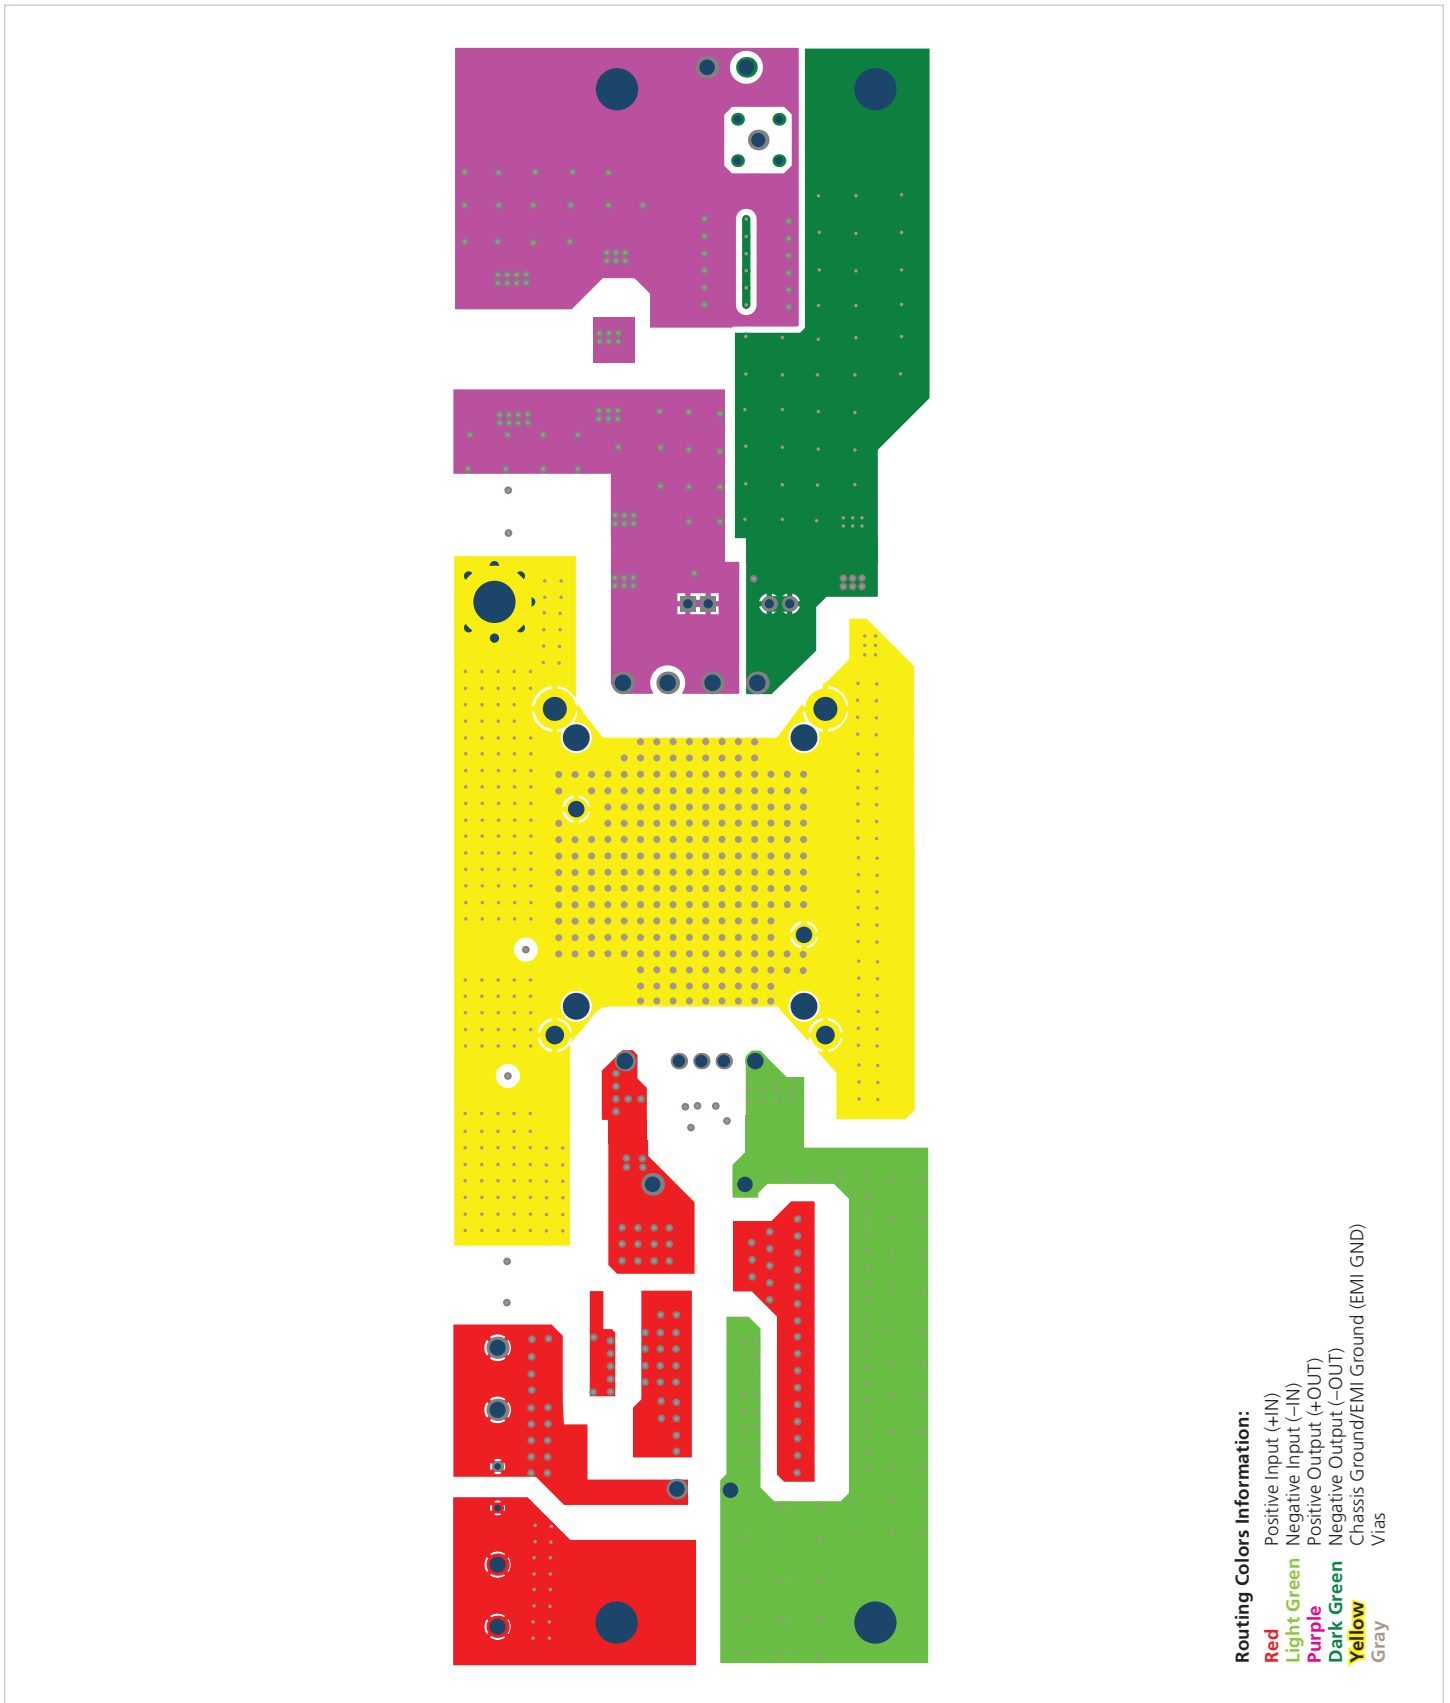 Routing Colors Information:
Red Positive Input (+IN)
Light Green Negative Input (–IN)
Purple Positive Output (+OUT)
Dark Green Negative Output (–OUT)
Yellow Chassis Ground/EMI Ground (EMI GND)
Gray Vias